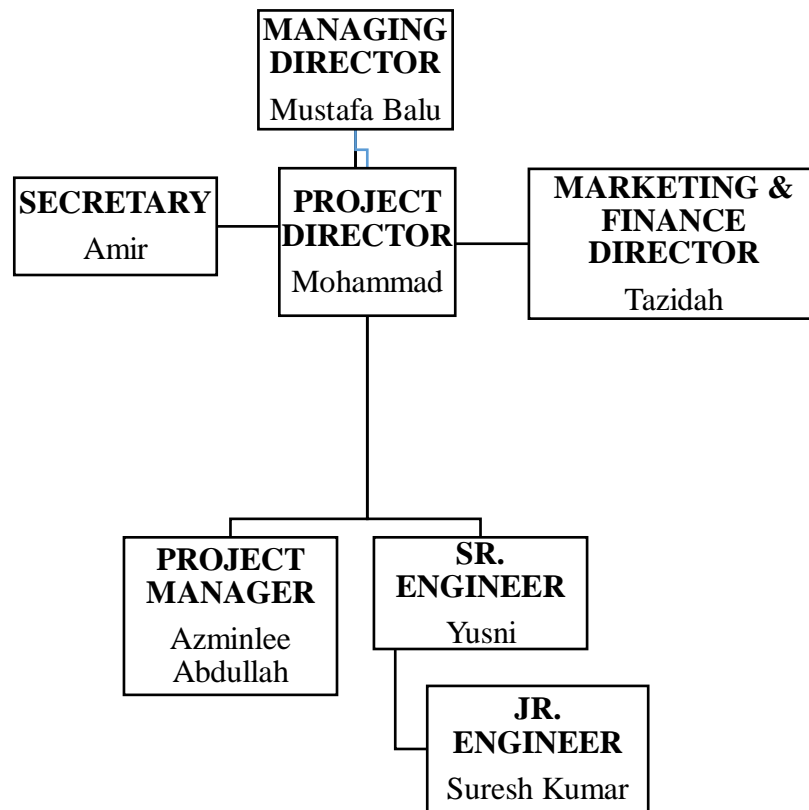 MANAGING
DIRECTOR
Mustafa Balu
SECRETARY
Amir
PROJECT
DIRECTOR
Mohammad
MARKETING &
FINANCE
DIRECTOR
Tazidah
PROJECT
MANAGER
Azminlee
Abdullah
SR.
ENGINEER
Yusni
JR.
ENGINEER
Suresh Kumar